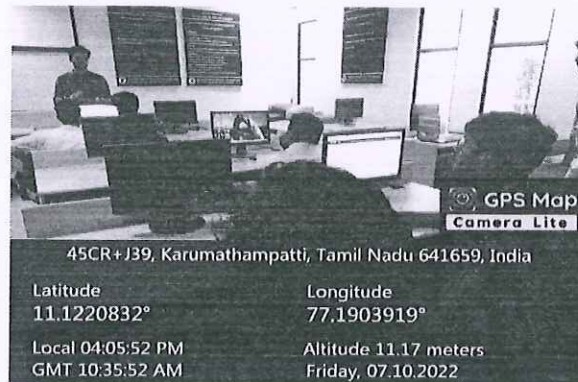 GPS Map
Camera Lite
45CR+J39, Karumathampatti, Tamil Nadu 641659, India
Latitude
11.1220832°
Longitude
77.1903919°
Local 04:05:52 PM
GMT 10:35:52 AM
Altitude 11.17 meters
Friday, 07.10.2022